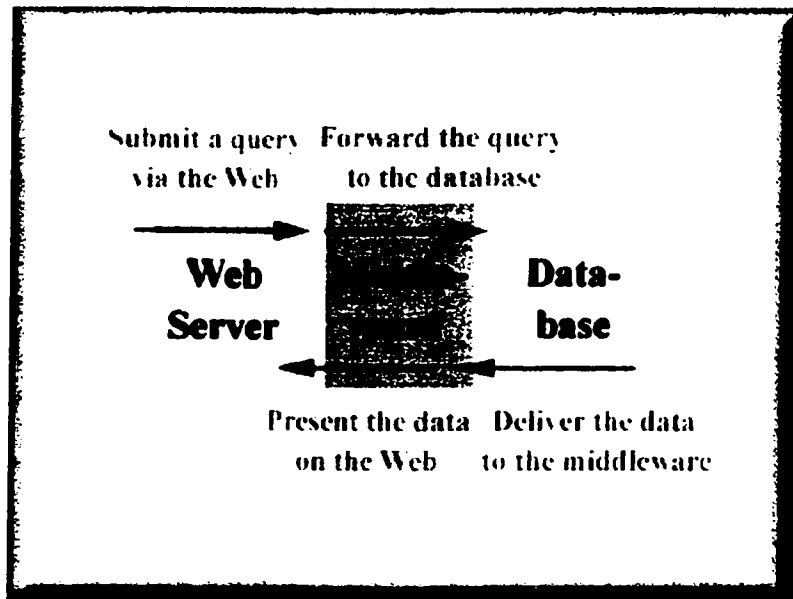 Submit a query
via the Web
Forward the query
to the database
Web
Server
Data-
base
Present the data
on the Web
Deliver the data
to the middleware